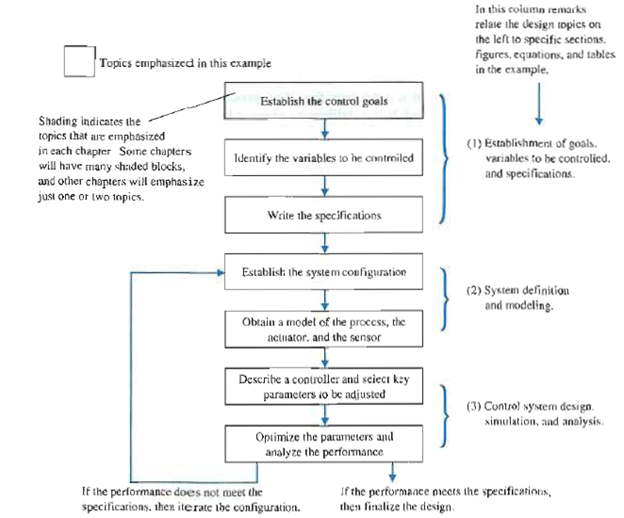 In this column remarks
relate the design topics on
the left to specific sections,
figures, equations, and tables
in the example.
Topics emphasized in this example
Establish the control goals
Shading indicates the
topics that are emphasized
in each chapter Some chapters
will have many shaded blocks,
and other chapters will emphasize
just one or two topics.
(1) Establishment of goals,
variables to be controlled,
and specifications.
Identify the variables to be controlled
Write the specifications
Establish the system configuration
(2) System definition
and modeling.
Obtain a model of the process, the
actuator, and the sensor
Describe a controller and select key
parameters to be adjusted
(3) Control system design,
simulation, and analysis.
Optimize the parameters and
analyze the performance
If the performance does not meet the
specifications, then iterate the configuration.
If the performance meets the specifications,
then finalize the design.